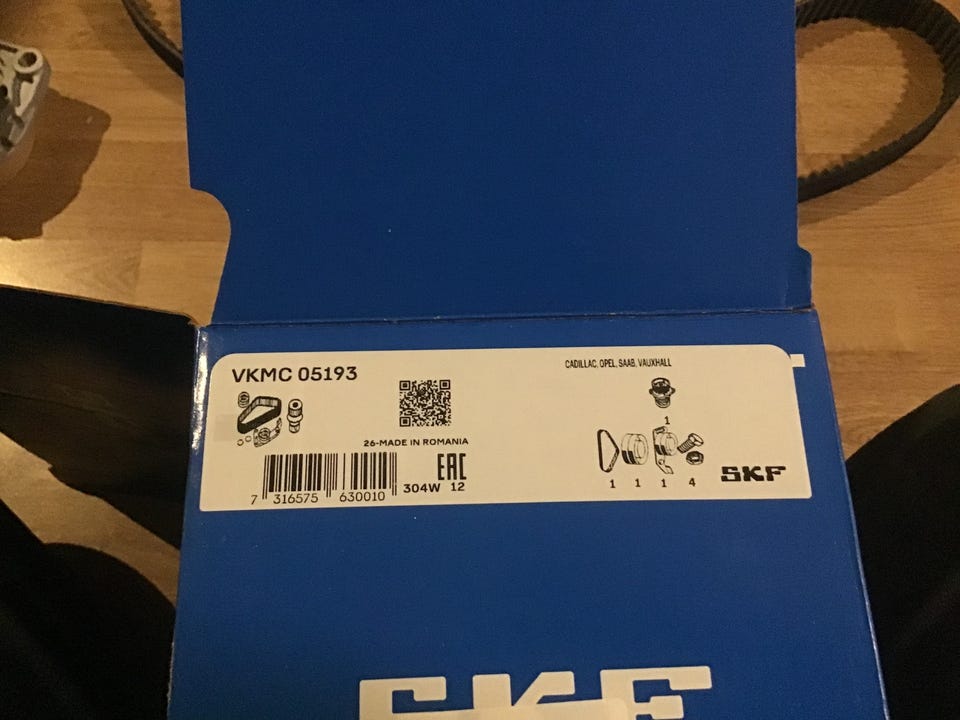 VKMC 05193
CADILLAC, OPEL, SAAB, VAUXHALL
1
26-MADE IN ROMANIA
EAC
7 316575 630010
304W 12
1 1 1 4
SKF
SKF